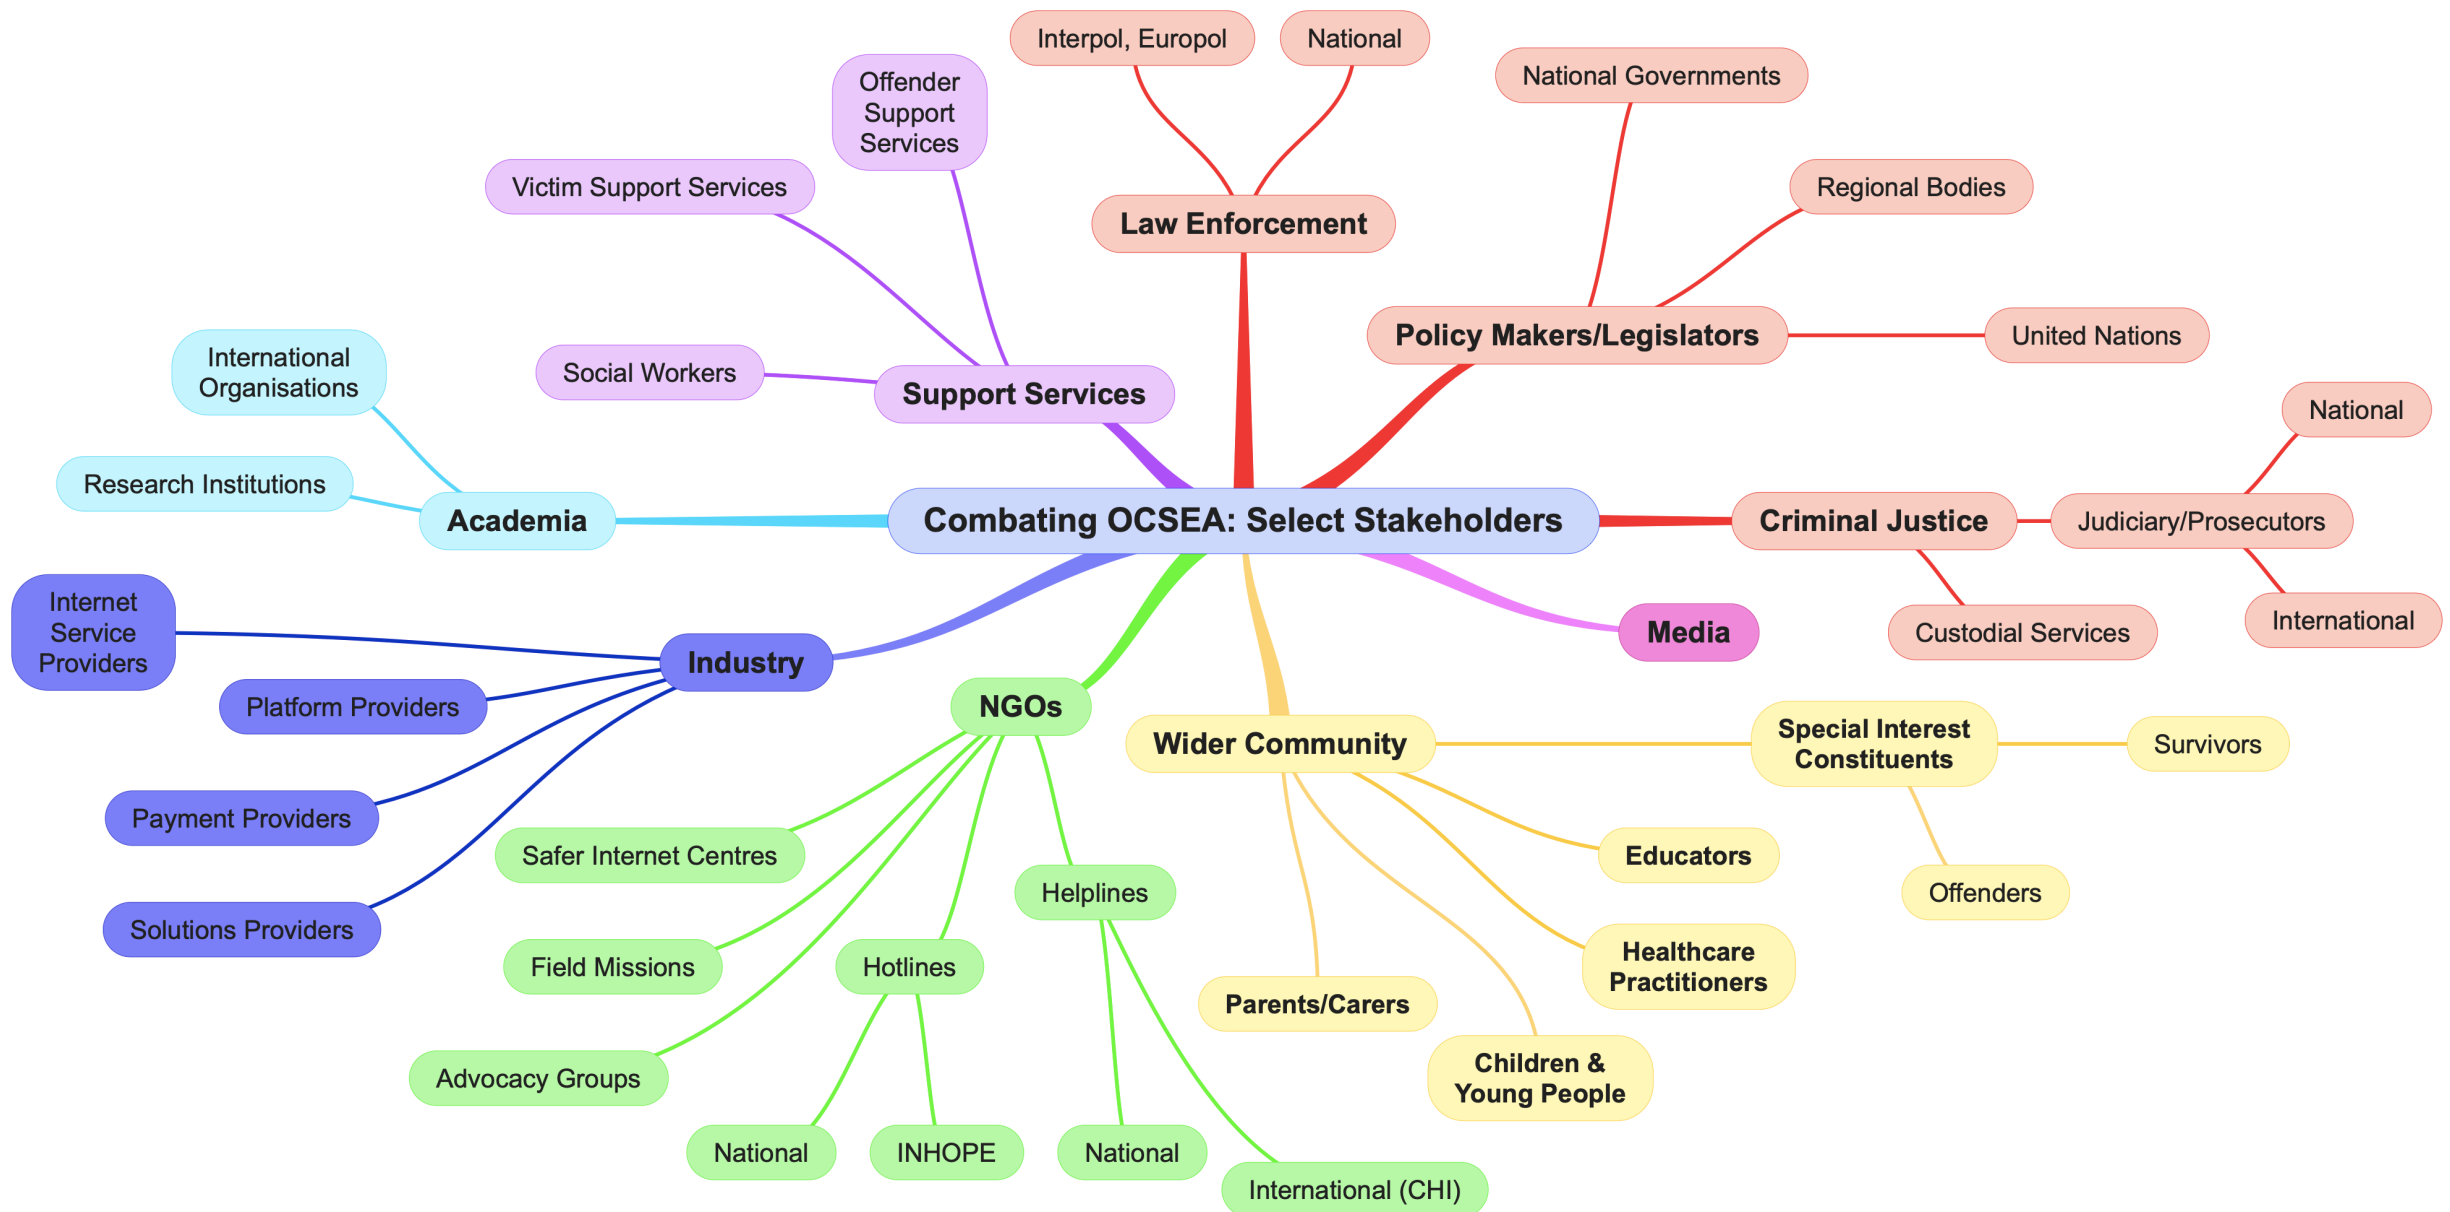 Interpol, Europol
National
National Governments
Offender
Support
Services
Victim Support Services
Regional Bodies
Law Enforcement
International
Organisations
Social Workers
Support Services
Policy Makers/Legislators
United Nations
National
Research Institutions
Academia
Combating OCSEA: Select Stakeholders
Criminal Justice
Judiciary/Prosecutors
Internet
Service
Providers
Industry
Media
Custodial Services
International
Platform Providers
NGOs
Wider Community
Special Interest
Constituents
Survivors
Payment Providers
Safer Internet Centres
Helplines
Educators
Offenders
Solutions Providers
Field Missions
Hotlines
Parents/Carers
Healthcare
Practitioners
Advocacy Groups
Children &
Young People
National
INHOPE
National
International (CHI)